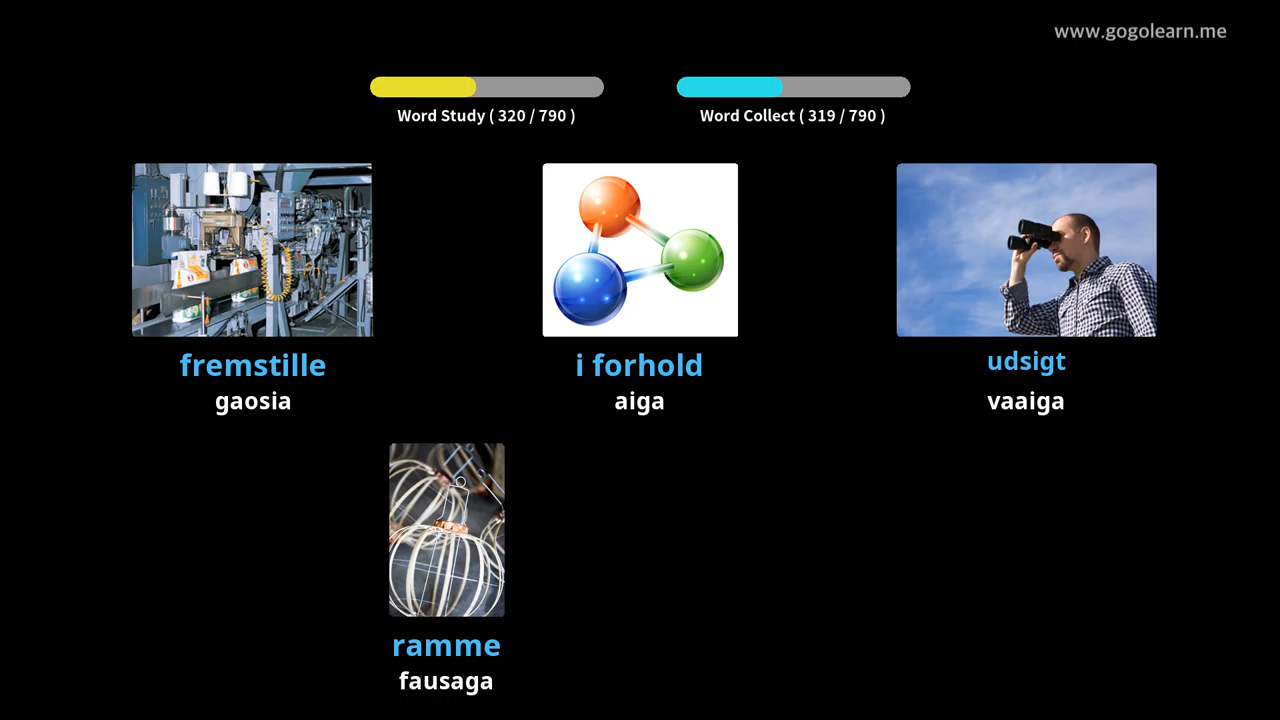 www.gogolearn.me
Word Study ( 320 / 790 )
Word Collect ( 319 / 790 )
fremstille
gaosia
i forhold
aiga
udsigt
vaaiga
ramme
fausaga